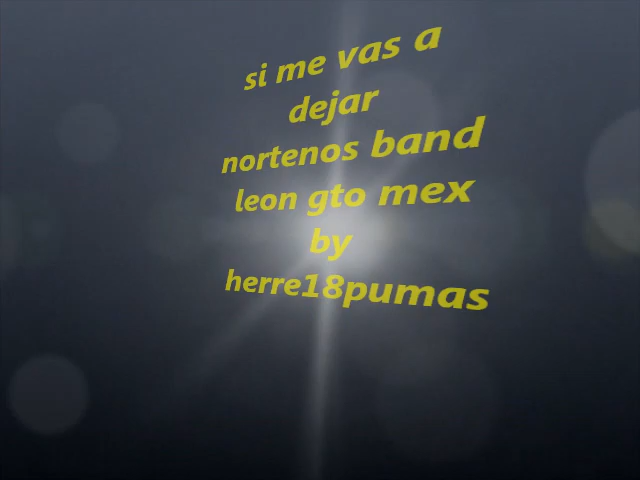 si me vas a
dejar
nortenos band
leon gto mex
by
herre18pumas